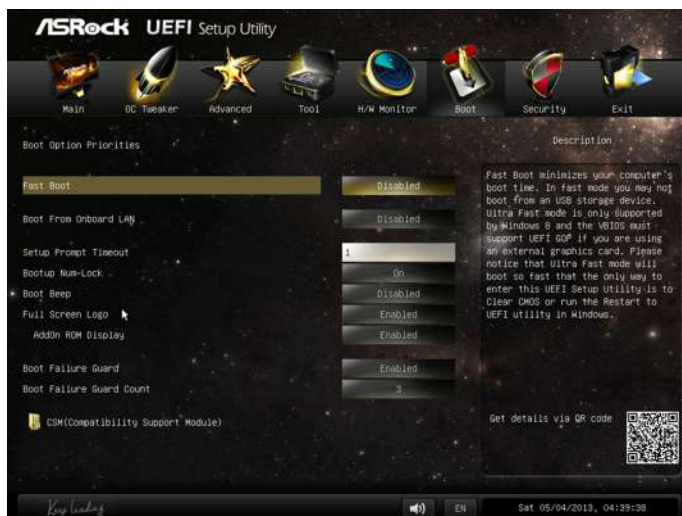 ASRock UEFI Setup Utility
Main OC Tweaker Advanced Tool H/W Monitor Boot Security Exit
Boot Option Priorities
Fast Boot Disabled
Boot From Onboard LAN Disabled
Setup Prompt Timeout 1
Bootup Num-Lock On
Boot Beep Disabled
Full Screen Logo Enabled
AddOn ROM Display Enabled
Boot Failure Guard Enabled
Boot Failure Guard Count 3
CSM(Compatibility Support Module)
Description
Fast Boot minimizes your computer's
boot time. In fast mode you may not
boot from an USB storage device.
Ultra Fast mode is only supported
by Windows 8 and the VBIOS must
support UEFI GOP if you are using
an external graphics card. Please
notice that Ultra Fast mode will
boot so fast that the only way to
enter this UEFI Setup Utility is to
Clear CMOS or run the Restart to
UEFI utility in Windows.
Get details via QR code
Keep leading
EN
Sat 05/04/2013, 04:39:38